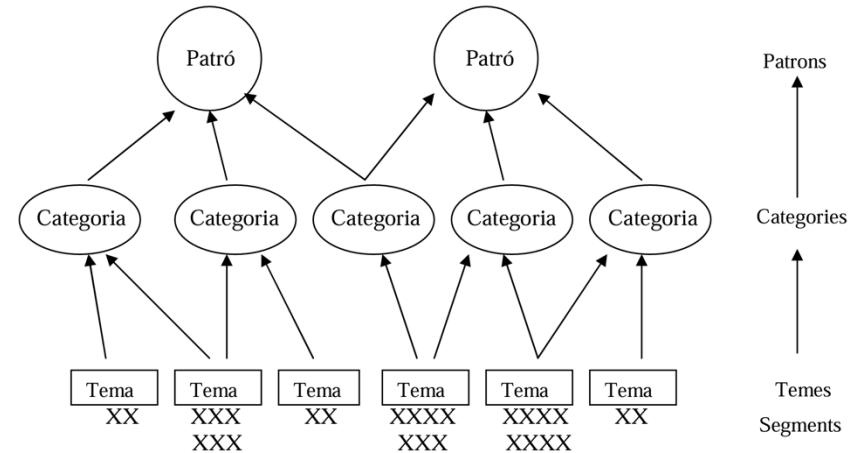 Patró Patró Patrons
Categoria Categoria Categoria Categoria Categoria Categories
Tema Tema Tema Tema Tema Tema Temes
XX XXX XX XXXX XXXX XX Segments
XXX XXX XXXX